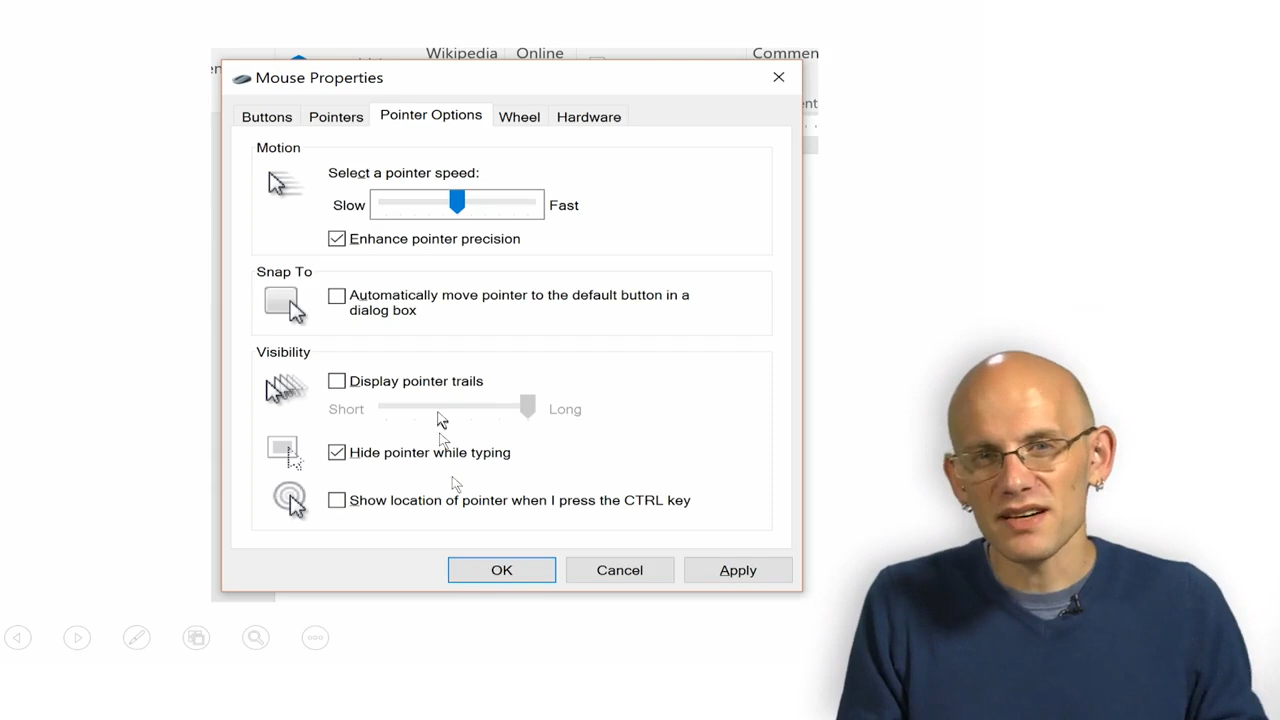 Wikipedia Online Commen
en
Mouse Properties
ent
Buttons Pointers Pointer Options Wheel Hardware
Motion
Select a pointer speed:
Slow Fast
Enhance pointer precision
Snap To
Automatically move pointer to the default button in a
dialog box
Visibility
Display pointer trails
Short Long
Hide pointer while typing
Show location of pointer when I press the CTRL key
OK Cancel Apply